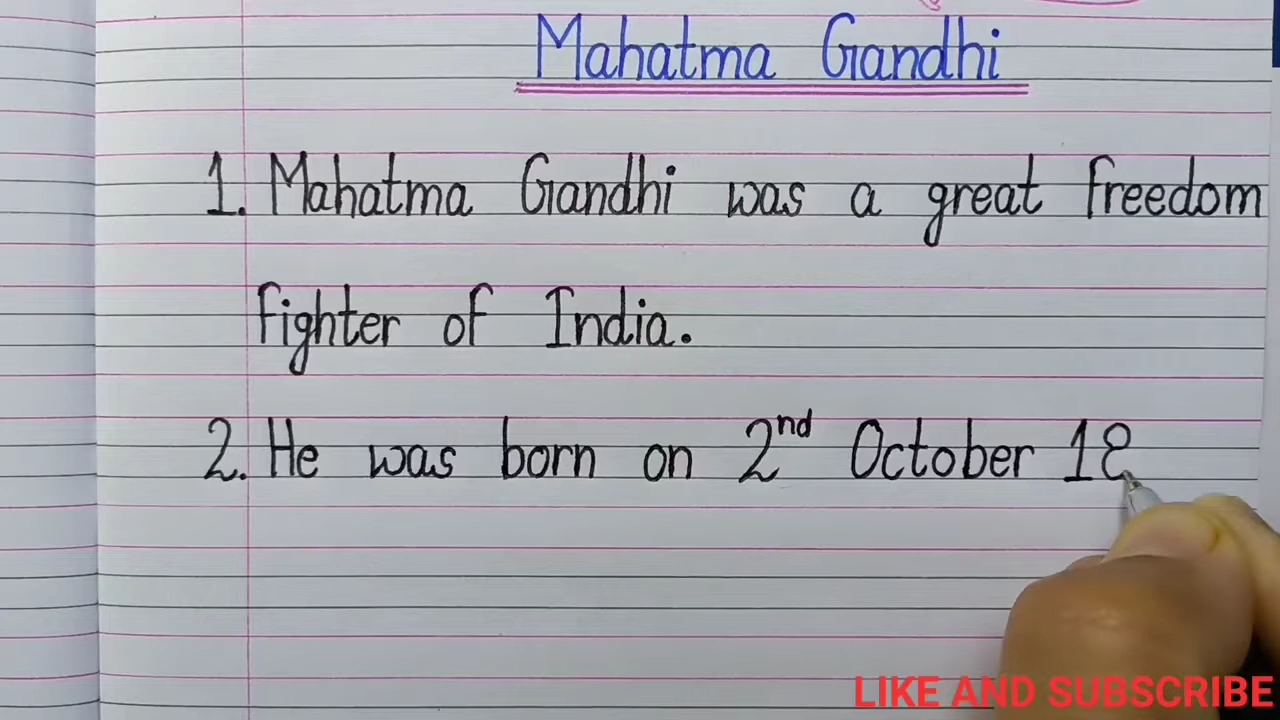 Mahatma Gandhi
1. Mahatma Gandhi was a great freedom
fighter of India.
2. He was born on 2nd October 18
LIKE AND SUBSCRIBE